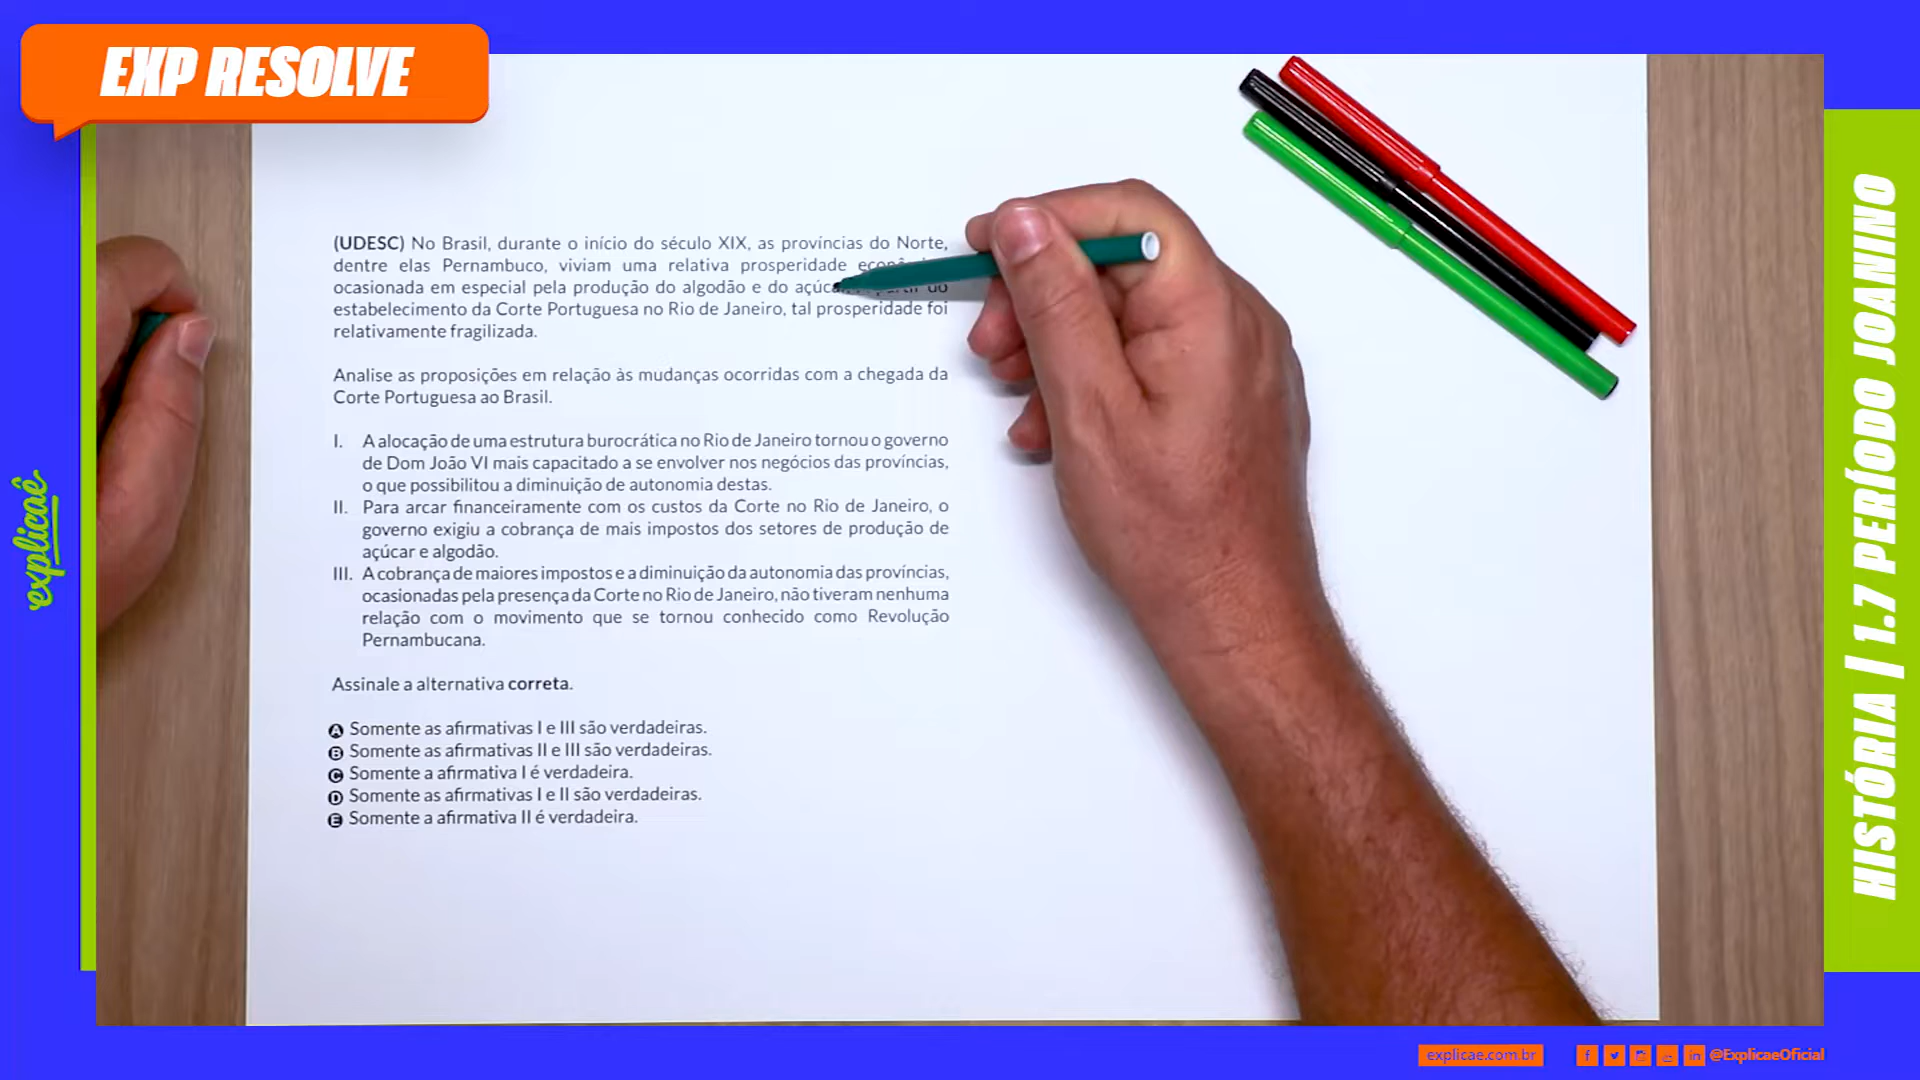 EXP RESOLVE
(UDESC) No Brasil, durante o início do século XIX, as províncias do Norte,
dentre elas Pernambuco, viviam uma relativa prosperidade
ocasionada em especial pela produção do algodão e do
estabelecimento da Corte Portuguesa no Rio de Janeiro, tal prosperidade foi
relativamente fragilizada.
Analise as proposições em relação às mudanças ocorridas com a chegada da
Corte Portuguesa ao Brasil.
I. A alocação de uma estrutura burocrática no Rio de Janeiro tornou o governo
de Dom João VI mais capacitado a se envolver nos negócios das províncias,
o que possibilitou a diminuição de autonomia destas.
II. Para arcar financeiramente com os custos da Corte no Rio de Janeiro, o
governo exigiu a cobrança de mais impostos dos setores de produção de
açúcar e algodão.
III. A cobrança de maiores impostos e a diminuição da autonomia das províncias,
ocasionadas pela presença da Corte no Rio de Janeiro, não tiveram nenhuma
relação com o movimento que se tornou conhecido como Revolução
Pernambucana.
Assinale a alternativa correta.
A Somente as afirmativas I e III são verdadeiras.
B Somente as afirmativas II e III são verdadeiras.
C Somente a afirmativa I é verdadeira.
D Somente as afirmativas I e II são verdadeiras.
E Somente a afirmativa II é verdadeira.
explicaê
HISTÓRIA | 1.7 PERÍODO JOANINO
explicae.com.br
@ExplicaeOficial